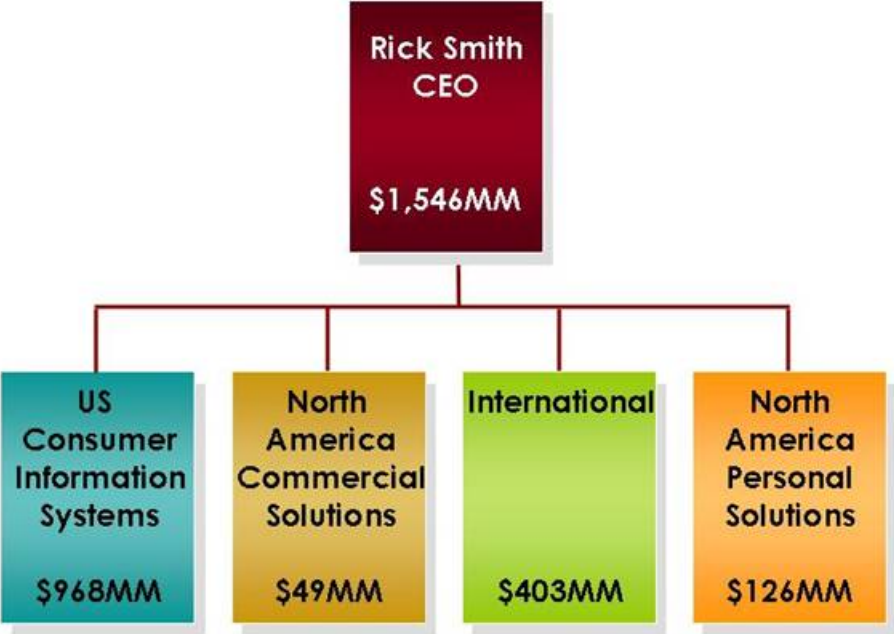 Rick Smith
CEO
$1,546MM
US
Consumer
Information
Systems
$968MM
North
America
Commercial
Solutions
$49MM
International
$403MM
North
America
Personal
Solutions
$126MM